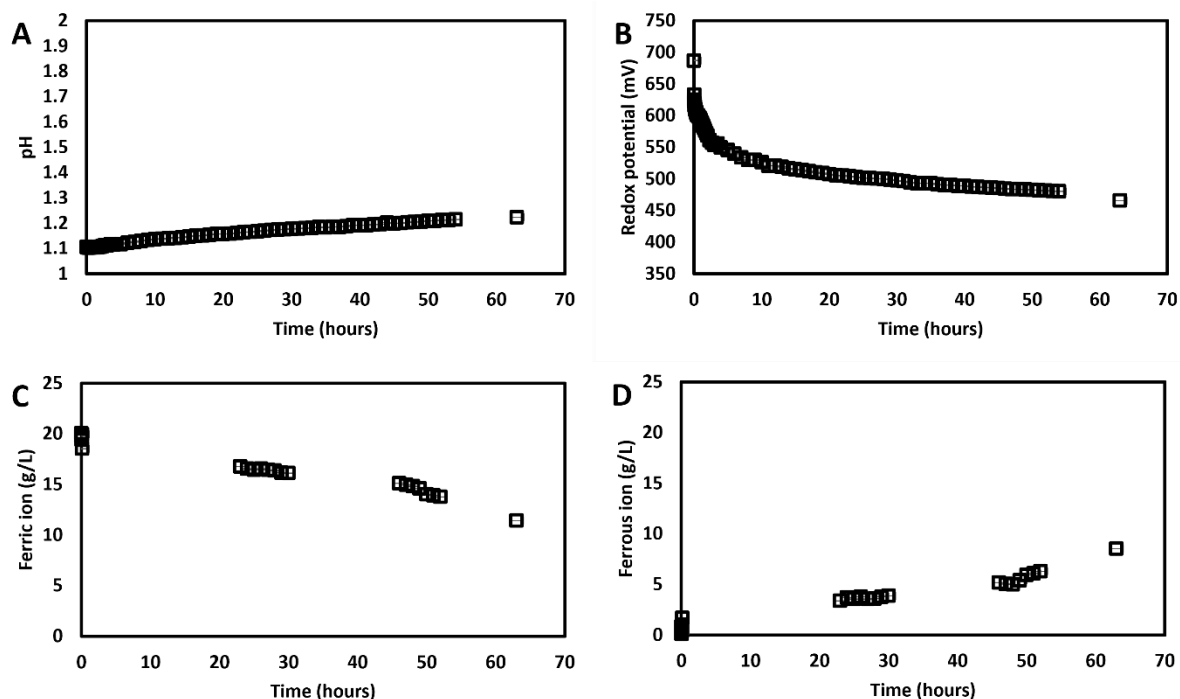 A
2
1.9
1.8
1.7
1.6
1.5
1.4
1.3
1.2
1.1
1
pH
0 10 20 30 40 50 60 70
Time (hours)
B
750
700
650
600
550
500
450
400
350
Redox potential (mV)
0 10 20 30 40 50 60 70
Time (hours)
C
25
20
15
10
5
0
Ferric ion (g/L)
0 10 20 30 40 50 60 70
Time (hours)
D
25
20
15
10
5
0
Ferrous ion (g/L)
0 10 20 30 40 50 60 70
Time (hours)